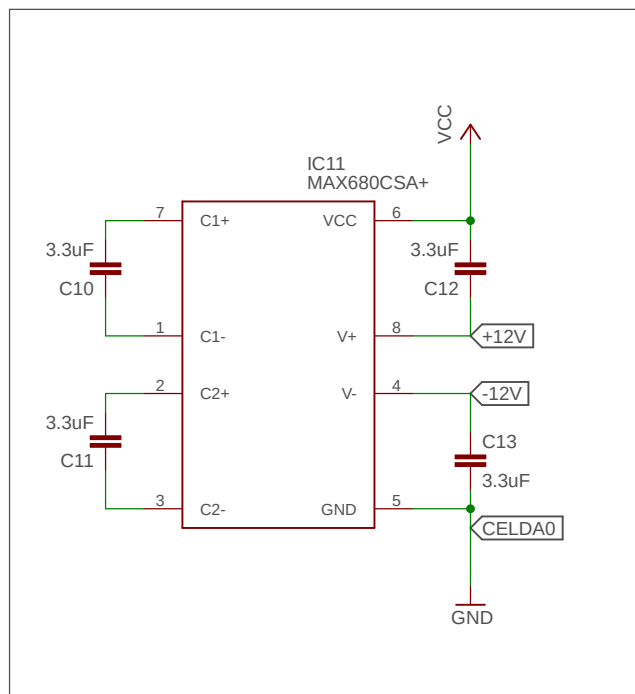 VCC
IC11
MAX680CSA+
7
C1+
VCC
6
3.3uF
3.3uF
C10
C12
1
C1-
V+
8
+12V
2
C2+
V-
4
-12V
3.3uF
C13
C11
3.3uF
3
C2-
GND
5
CELDA0
GND